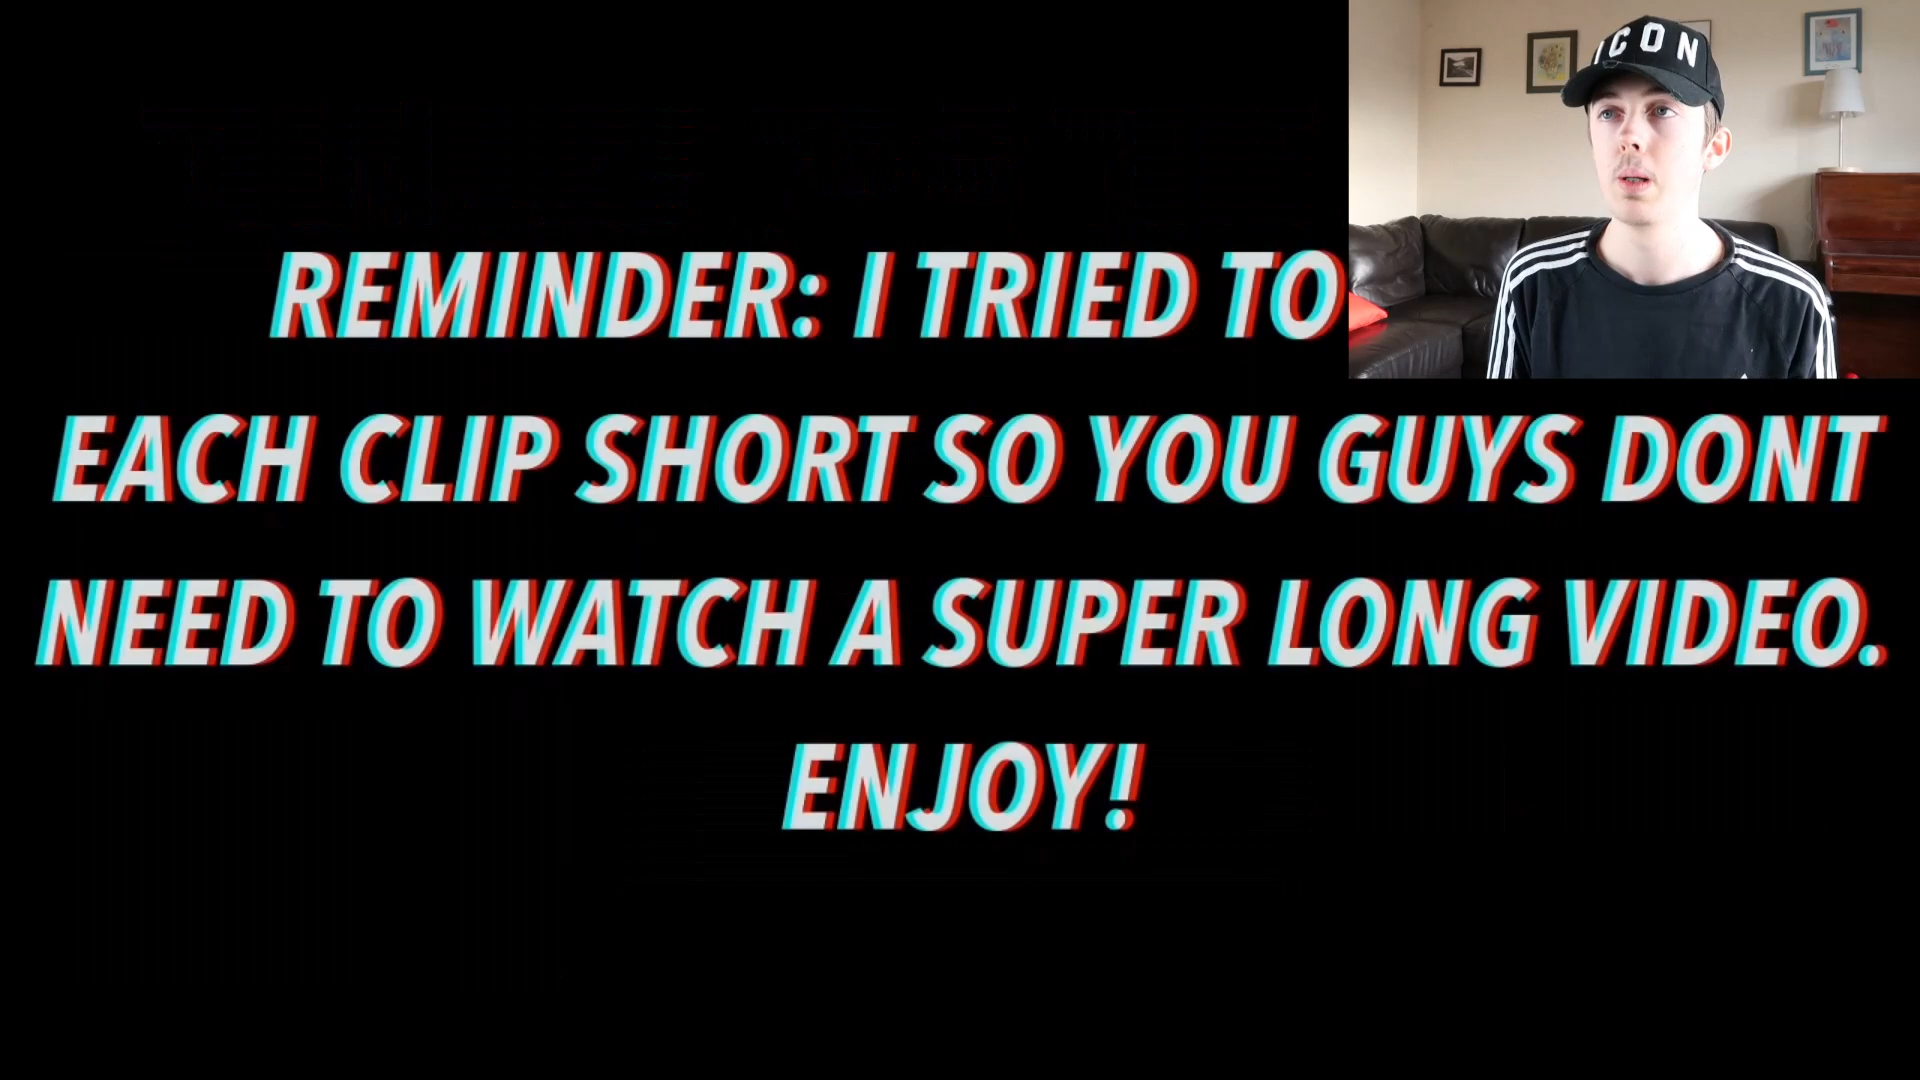 ICON
REMINDER: I TRIED TO
EACH CLIP SHORT SO YOU GUYS DONT
NEED TO WATCH A SUPER LONG VIDEO.
ENJOY!